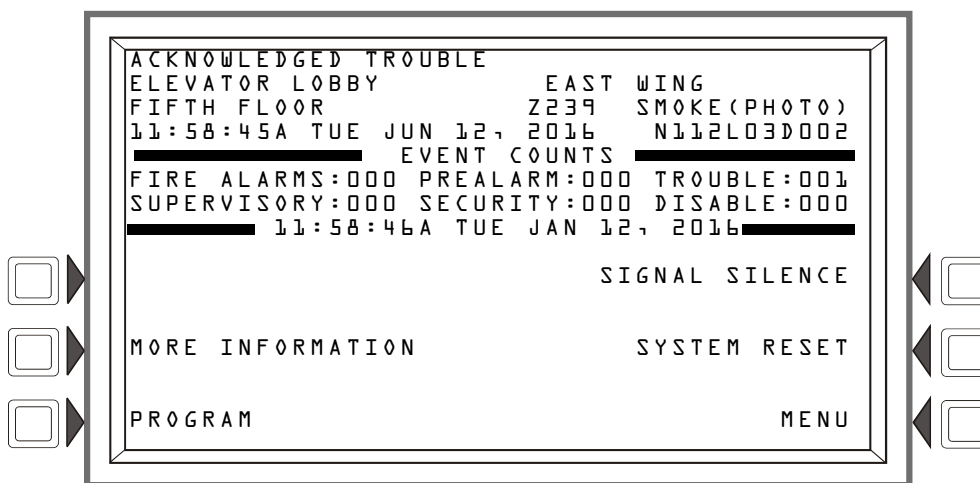 ACKNOWLEDGED TROUBLE
ELEVATOR LOBBY EAST WING
FIFTH FLOOR Z239 SMOKE(PHOTO)
11:58:45A TUE JUN 12, 2016 N112L03D002
EVENT COUNTS
FIRE ALARMS:000 PREALARM:000 TROUBLE:001
SUPERVISORY:000 SECURITY:000 DISABLE:000
11:58:46A TUE JAN 12, 2016
SIGNAL SILENCE
MORE INFORMATION SYSTEM RESET
PROGRAM MENU